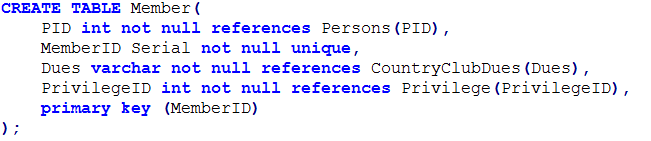 CREATE TABLE Member(
PID int not null references Persons(PID),
MemberID Serial not null unique,
Dues varchar not null references CountryClubDues(Dues),
PrivilegeID int not null references Privilege(PrivilegeID),
primary key (MemberID)
);